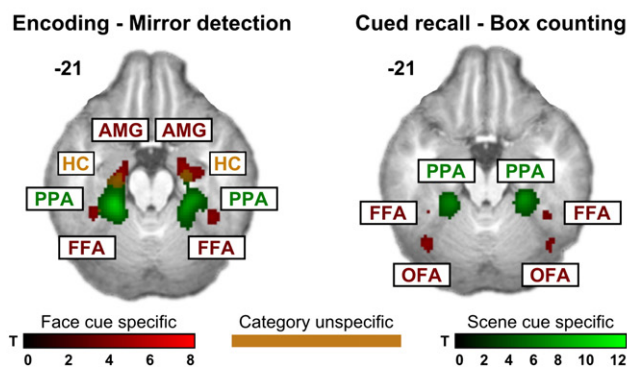 Encoding - Mirror detection
Cued recall - Box counting
-21
-21
AMG AMG
HC HC
PPA PPA
FFA FFA
PPA PPA
FFA FFA
OFA OFA
Face cue specific
T
0 2 4 6 8
Category unspecific
Scene cue specific
T
0 2 4 6 8 10 12